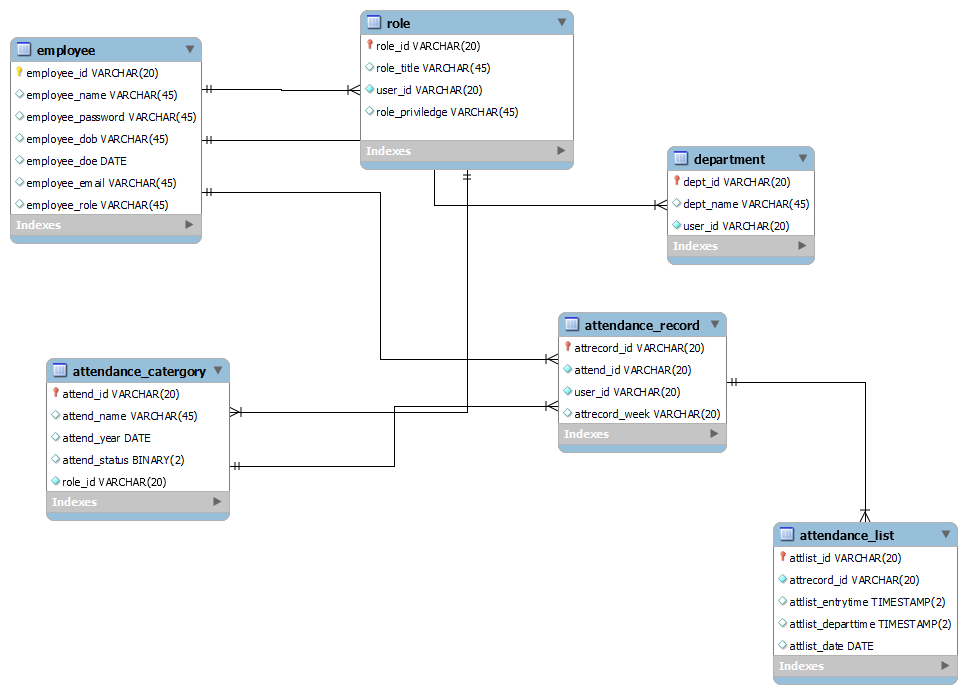 role
role_id VARCHAR(20)
role_title VARCHAR(45)
user_id VARCHAR(20)
role_priviledge VARCHAR(45)
Indexes
employee
employee_id VARCHAR(20)
employee_name VARCHAR(45)
employee_password VARCHAR(45)
employee_dob VARCHAR(45)
employee_doe DATE
employee_email VARCHAR(45)
employee_role VARCHAR(45)
Indexes
department
dept_id VARCHAR(20)
dept_name VARCHAR(45)
user_id VARCHAR(20)
Indexes
attendance_record
attrecord_id VARCHAR(20)
attend_id VARCHAR(20)
user_id VARCHAR(20)
attrecord_week VARCHAR(20)
Indexes
attendance_catergory
attend_id VARCHAR(20)
attend_name VARCHAR(45)
attend_year DATE
attend_status BINARY(2)
role_id VARCHAR(20)
Indexes
attendance_list
attlist_id VARCHAR(20)
attrecord_id VARCHAR(20)
attlist_entrytime TIMESTAMP(2)
attlist_departtime TIMESTAMP(2)
attlist_date DATE
Indexes